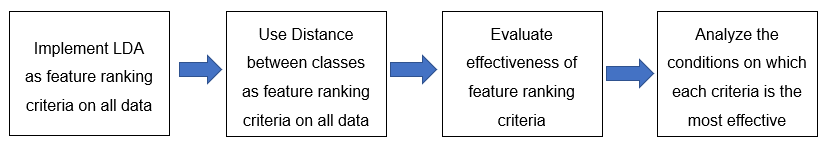 Implement LDA
as feature ranking
criteria on all data
Use Distance
between classes
as feature ranking
criteria on all data
Evaluate
effectiveness of
feature ranking
criteria
Analyze the
conditions on which
each criteria is the
most effective